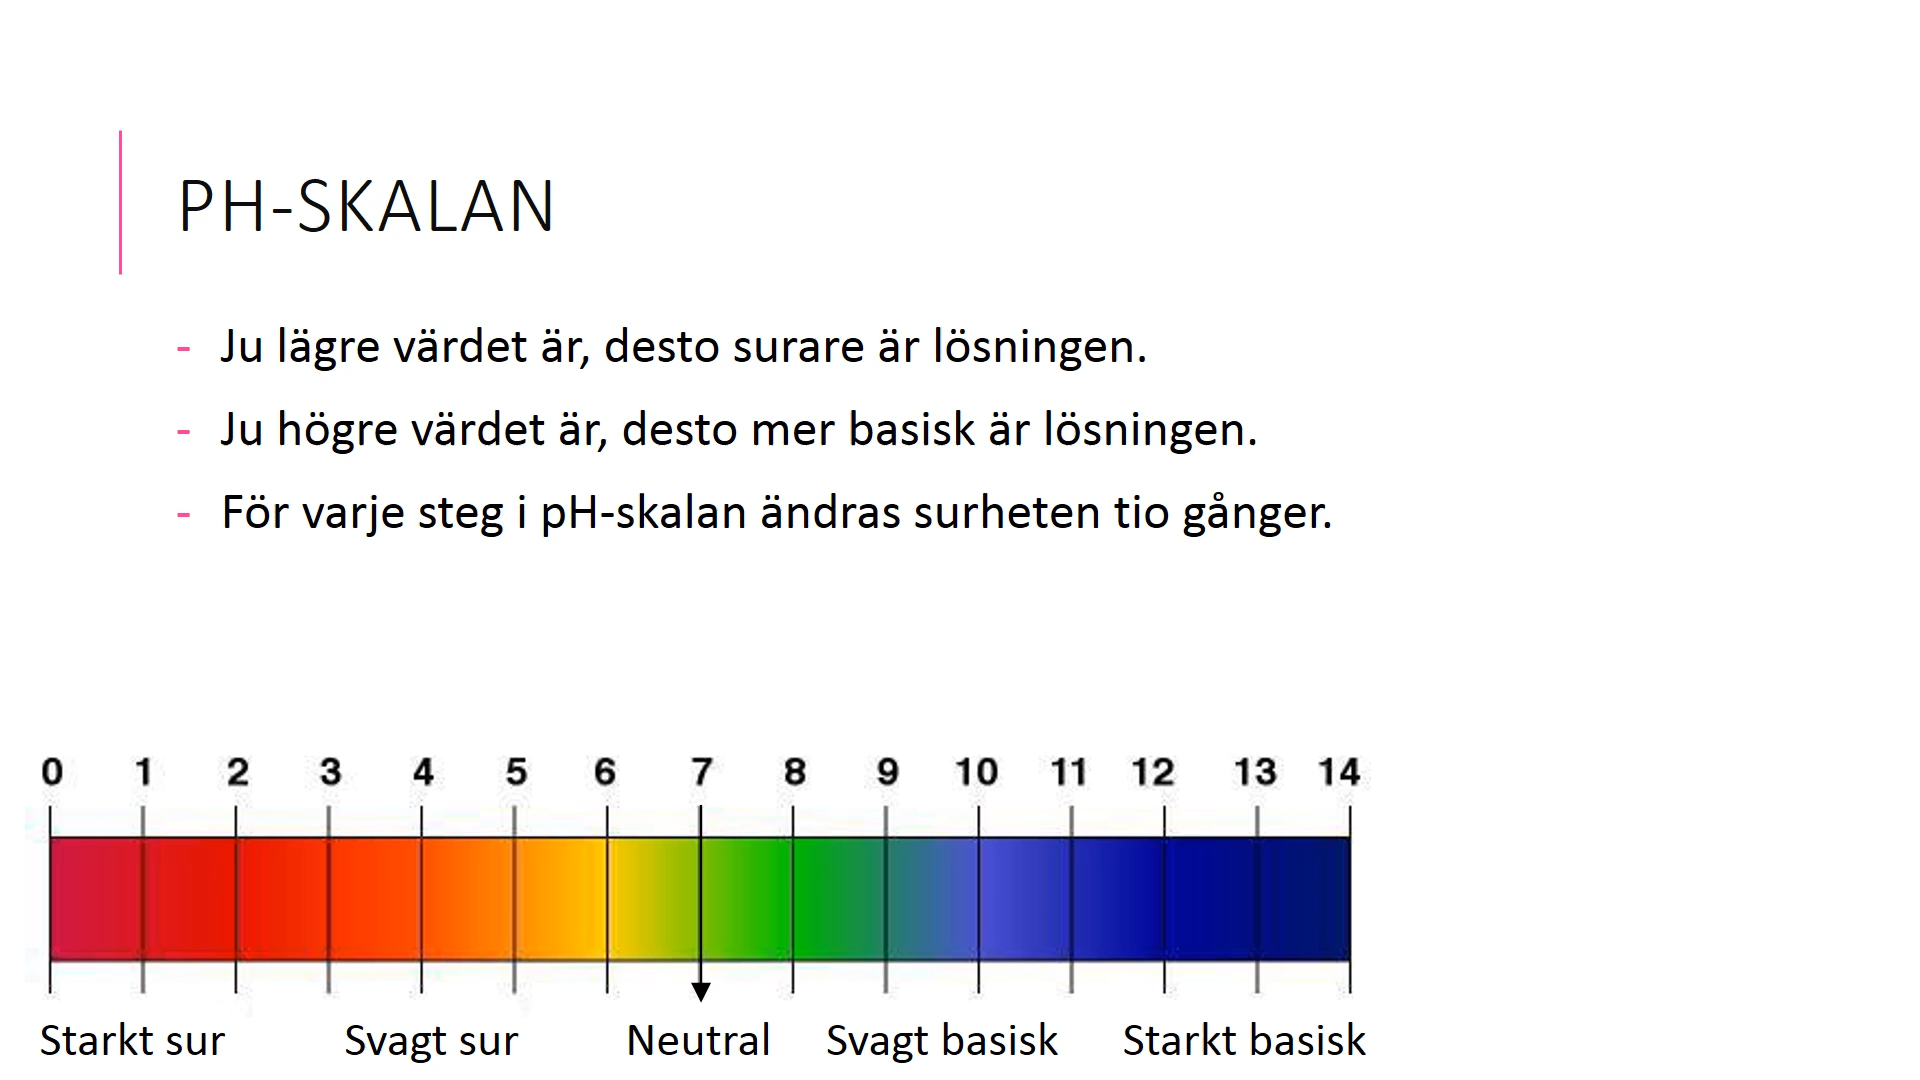 PH-SKALAN
- Ju lägre värdet är, desto surare är lösningen.
- Ju högre värdet är, desto mer basisk är lösningen.
- För varje steg i pH-skalan ändras surheten tio gånger.
0 1 2 3 4 5 6 7 8 9 10 11 12 13 14
Starkt sur Svagt sur Neutral Svagt basisk Starkt basisk